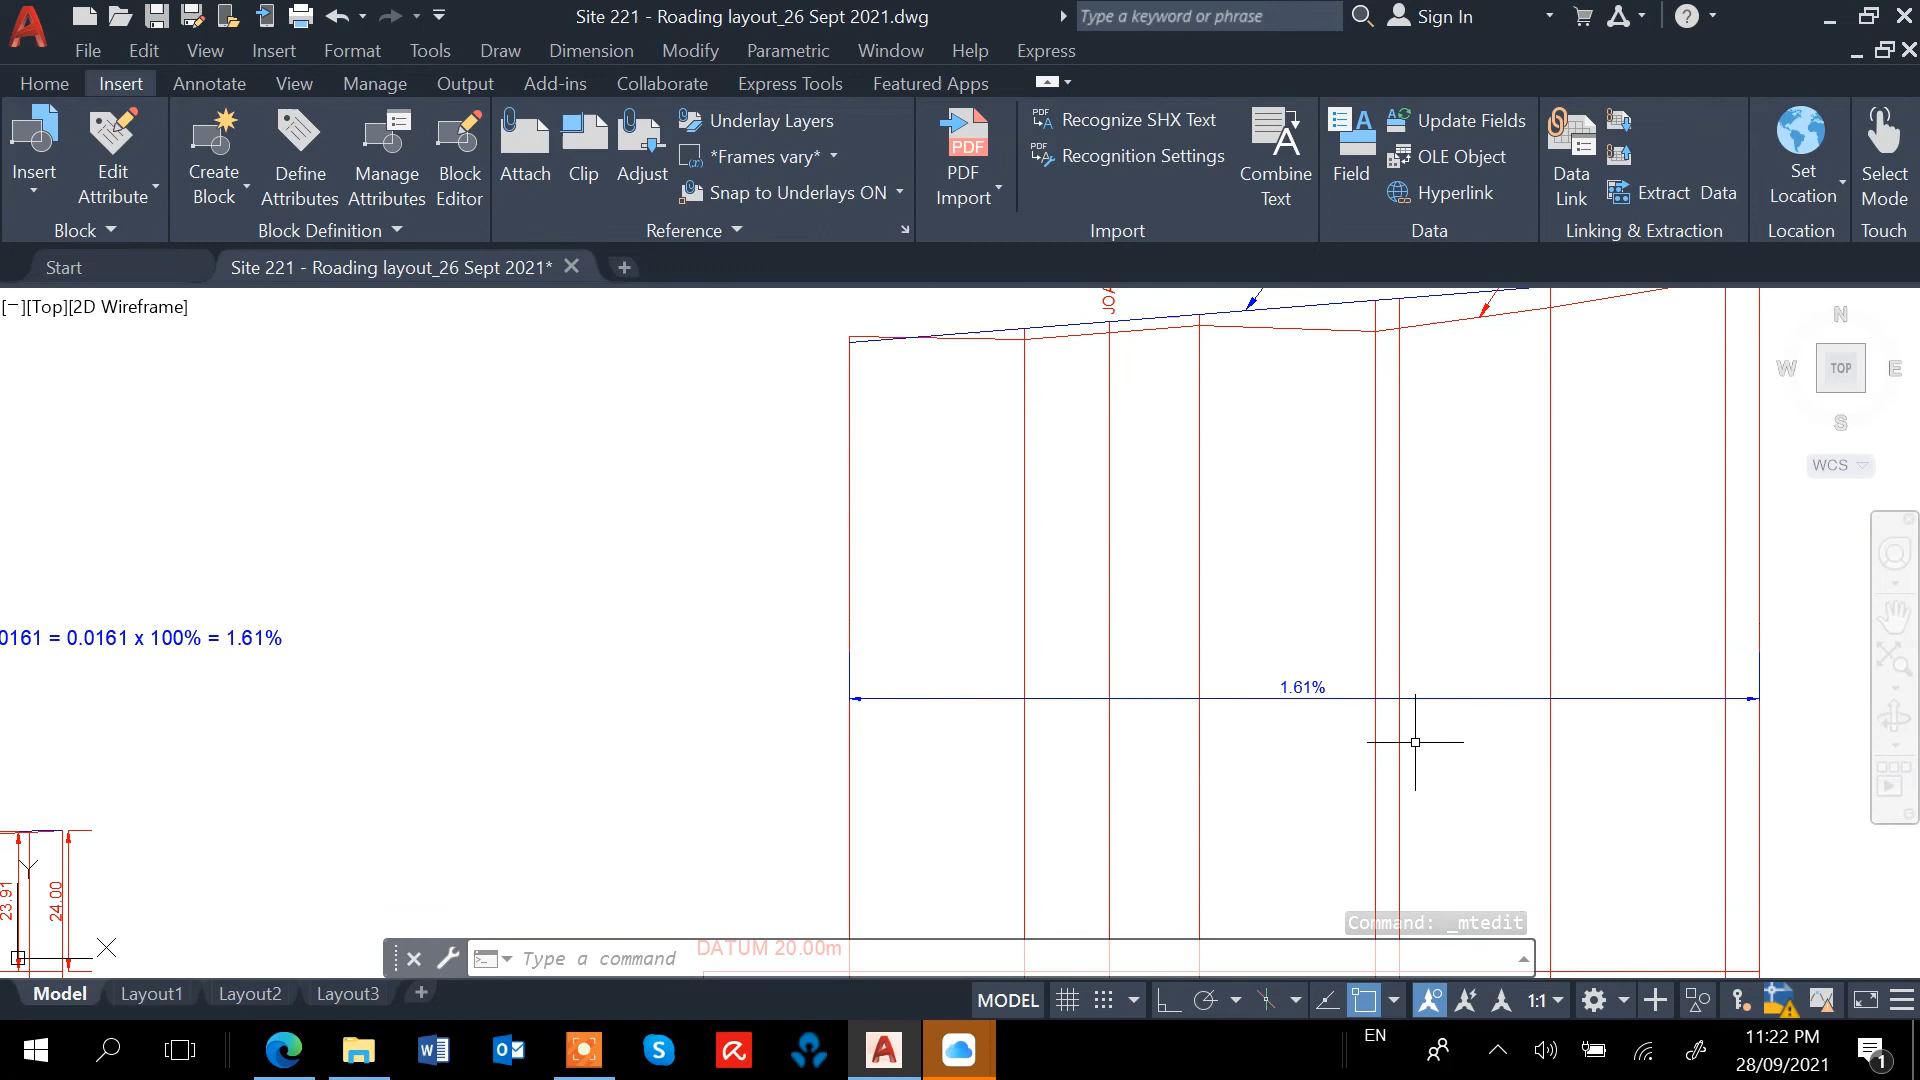 Site 221 - Roading layout_26 Sept 2021.dwg
Type a keyword or phrase
Sign In
File Edit View Insert Format Tools Draw Dimension Modify Parametric Window Help Express
Home Insert Annotate View Manage Output Add-ins Collaborate Express Tools Featured Apps
Insert
Edit Attribute
Create Block
Define Attributes
Manage Attributes
Block Editor
Attach
Clip
Adjust
Underlay Layers
*Frames vary*
Snap to Underlays ON
PDF
PDF Import
Recognize SHX Text
Recognition Settings
Combine Text
Field
Update Fields
OLE Object
Hyperlink
Data Link
Extract Data
Set Location
Select Mode
Block
Block Definition
Reference
Import
Data
Linking & Extraction
Location
Touch
Start
Site 221 - Roading layout_26 Sept 2021*
[−][Top][2D Wireframe]
N
W TOP E
S
WCS
JOA
0161 = 0.0161 x 100% = 1.61%
1.61%
Y
23.91
24.00
X
Command: _mtedit
DATUM 20.00m
Type a command
Model Layout1 Layout2 Layout3
MODEL
1:1
EN
11:22 PM
28/09/2021
1